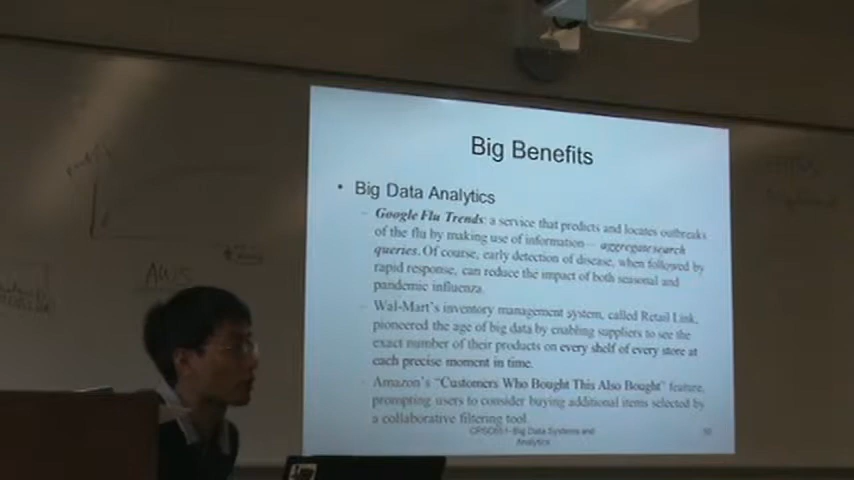 Big Benefits
• Big Data Analytics
– Google Flu Trends: a service that predicts and locates outbreaks
of the flu by making use of information — aggregate search
queries. Of course, early detection of disease, when followed by
rapid response, can reduce the impact of both seasonal and
pandemic influenza.
– Wal-Mart's inventory management system, called Retail Link,
pioneered the age of big data by enabling suppliers to see the
exact number of their products on every shelf of every store at
each precise moment in time.
– Amazon's "Customers Who Bought This Also Bought" feature,
prompting users to consider buying additional items selected by
a collaborative filtering tool.
Big Data Systems and
Analytics
AWS